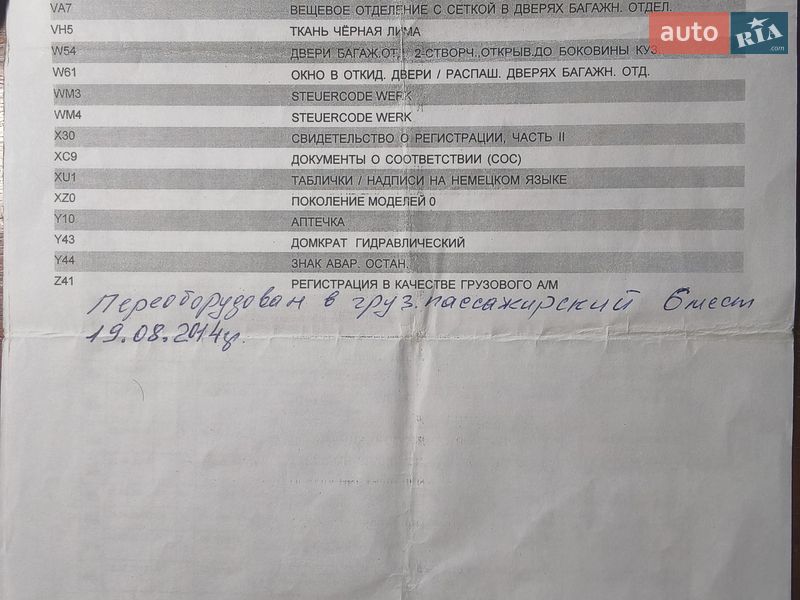 VA7 ВЕЩЕВОЕ ОТДЕЛЕНИЕ С СЕТКОЙ В ДВЕРЯХ БАГАЖН. ОТДЕЛ.
VH5 ТКАНЬ ЧЁРНАЯ ЛИМА
W54 ДВЕРИ БАГАЖ.ОТ. 2-СТВОРЧ.,ОТКРЫВ.ДО БОКОВИНЫ КУЗ.
W61 ОКНО В ОТКИД. ДВЕРИ / РАСПАШ. ДВЕРЯХ БАГАЖН. ОТД.
WM3 STEUERCODE WERK
WM4 STEUERCODE WERK
X30 СВИДЕТЕЛЬСТВО О РЕГИСТРАЦИИ, ЧАСТЬ II
XC9 ДОКУМЕНТЫ О СООТВЕТСТВИИ (COC)
XU1 ТАБЛИЧКИ / НАДПИСИ НА НЕМЕЦКОМ ЯЗЫКЕ
XZ0 ПОКОЛЕНИЕ МОДЕЛЕЙ 0
Y10 АПТЕЧКА
Y43 ДОМКРАТ ГИДРАВЛИЧЕСКИЙ
Y44 ЗНАК АВАР. ОСТАН.
Z41 РЕГИСТРАЦИЯ В КАЧЕСТВЕ ГРУЗОВОГО А/М
Переоборудован в груз.пассажирский 6 мест
19.08.2014г.
auto RIA.com